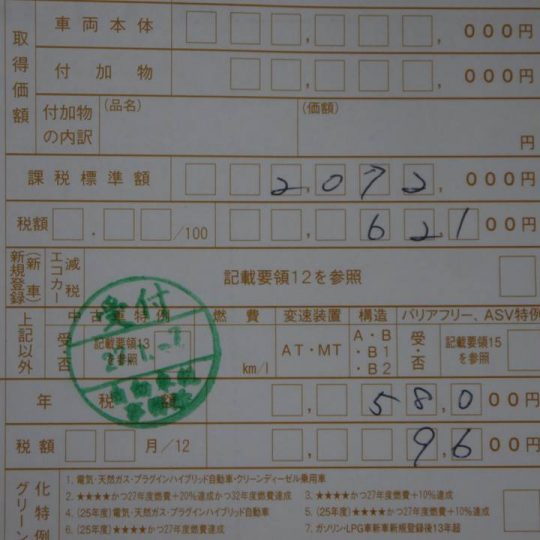 取得価額
車両本体 , , 000円
付加物 , 000円
付加物の内訳 (品名) (価額) 円
課税標準額 2,072,000円
税額 . /100 62,100円
(新車)新規登録 エコカー減税 記載要領12を参照
上記以外 中古車特例 燃費 変速装置 構造 バリアフリー、ASV特例
受・否 記載要領13を参照 km/l AT・MT A・B・B1・B2 受・否 記載要領15を参照
受付
年税額 , 58,000円
税額 月/12 , 9,600円
1. 電気・天然ガス・プラグインハイブリッド自動車・クリーンディーゼル乗用車
2. ★★★★かつ27年度燃費+20%達成かつ32年度燃費達成 3. ★★★★かつ27年度燃費+10%達成
4. (25年度)電気・天然ガス・プラグインハイブリッド自動車 5. (25年度)★★★★かつ27年度燃費+10%達成
6. (25年度)★★★★かつ27年度燃費達成 7. ガソリン・LPG車新車新規登録後13年超
グリーン化特例